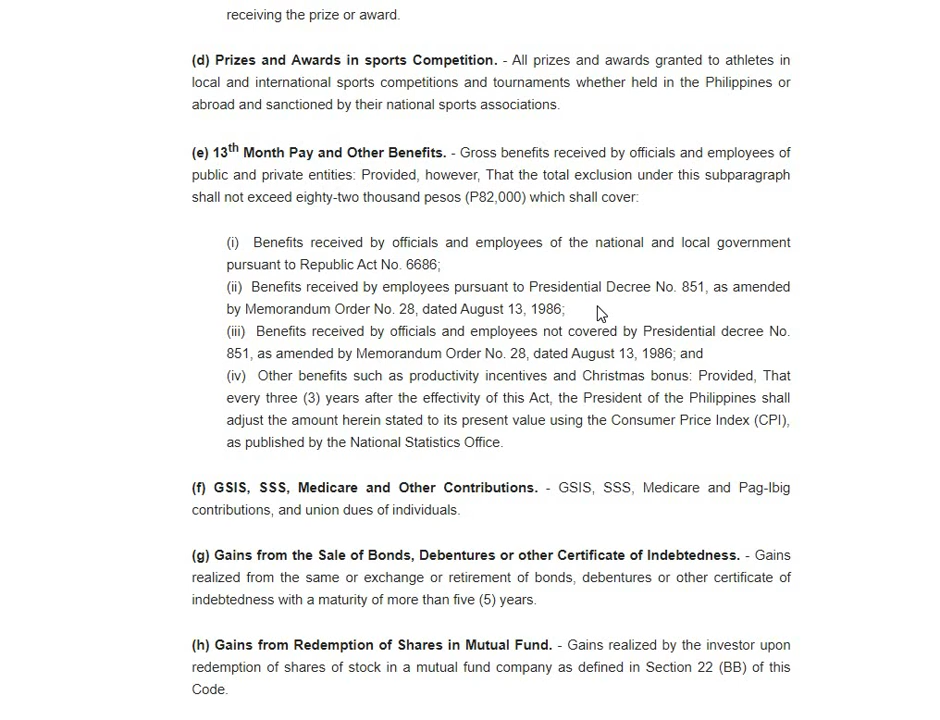 receiving the prize or award.
(d) Prizes and Awards in sports Competition. - All prizes and awards granted to athletes in
local and international sports competitions and tournaments whether held in the Philippines or
abroad and sanctioned by their national sports associations.
(e) 13th Month Pay and Other Benefits. - Gross benefits received by officials and employees of
public and private entities: Provided, however, That the total exclusion under this subparagraph
shall not exceed eighty-two thousand pesos (P82,000) which shall cover:
(i) Benefits received by officials and employees of the national and local government
pursuant to Republic Act No. 6686;
(ii) Benefits received by employees pursuant to Presidential Decree No. 851, as amended
by Memorandum Order No. 28, dated August 13, 1986;
(iii) Benefits received by officials and employees not covered by Presidential decree No.
851, as amended by Memorandum Order No. 28, dated August 13, 1986; and
(iv) Other benefits such as productivity incentives and Christmas bonus: Provided, That
every three (3) years after the effectivity of this Act, the President of the Philippines shall
adjust the amount herein stated to its present value using the Consumer Price Index (CPI),
as published by the National Statistics Office.
(f) GSIS, SSS, Medicare and Other Contributions. - GSIS, SSS, Medicare and Pag-Ibig
contributions, and union dues of individuals.
(g) Gains from the Sale of Bonds, Debentures or other Certificate of Indebtedness. - Gains
realized from the same or exchange or retirement of bonds, debentures or other certificate of
indebtedness with a maturity of more than five (5) years.
(h) Gains from Redemption of Shares in Mutual Fund. - Gains realized by the investor upon
redemption of shares of stock in a mutual fund company as defined in Section 22 (BB) of this
Code.